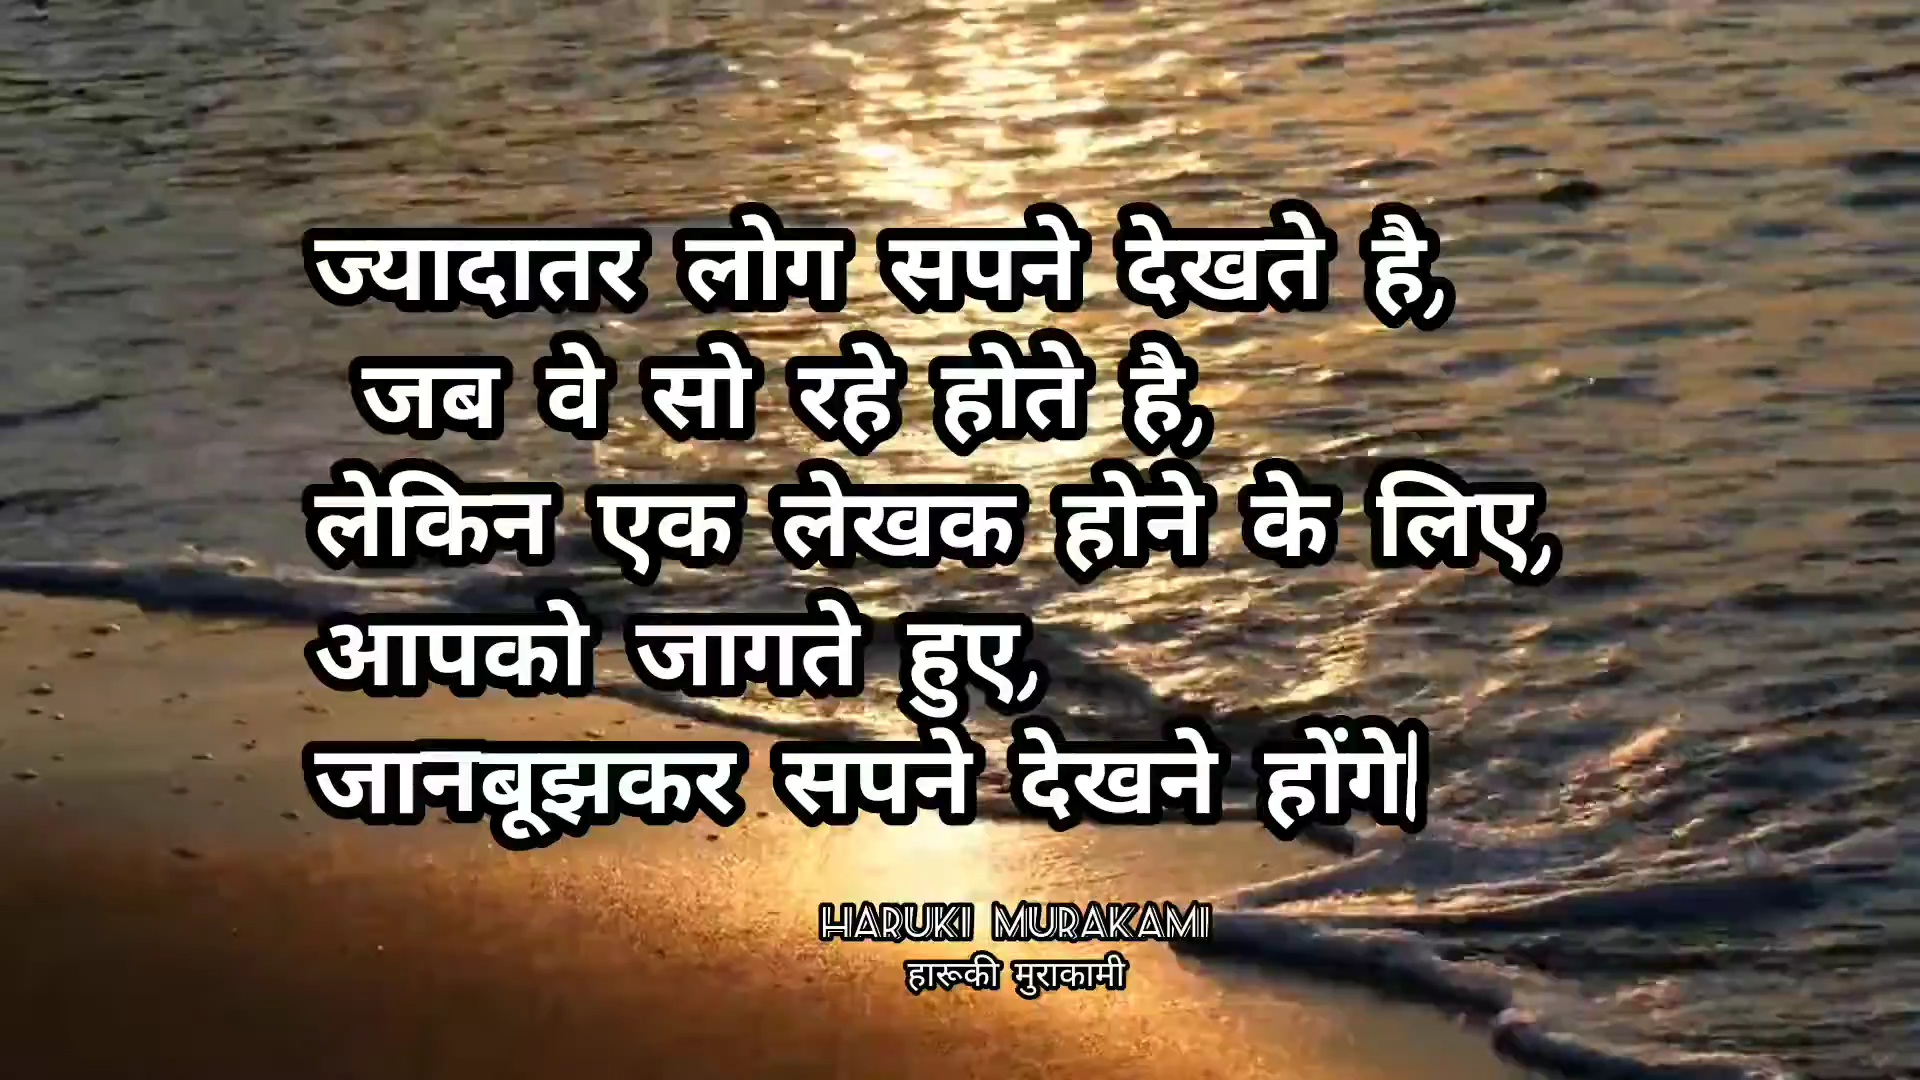 ज्यादातर लोग सपने देखते है,
जब वे सो रहे होते है,
लेकिन एक लेखक होने के लिए,
आपको जागते हुए,
जानबूझकर सपने देखने होंगे|
HARUKI MURAKAMI
हारूकी मुराकामी